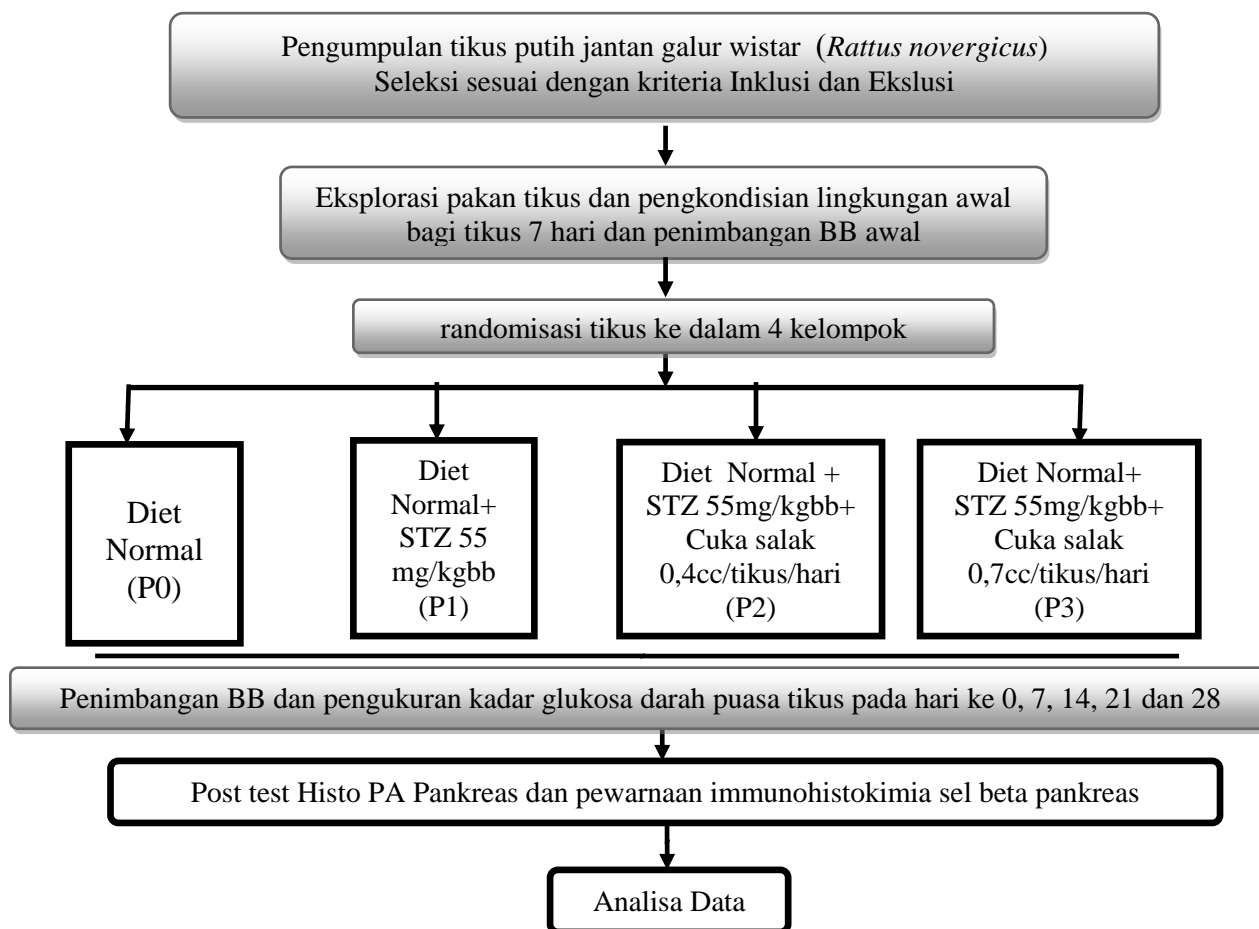 Pengumpulan tikus putih jantan galur wistar (Rattus novergicus)
Seleksi sesuai dengan kriteria Inklusi dan Ekslusi
Eksplorasi pakan tikus dan pengkondisian lingkungan awal
bagi tikus 7 hari dan penimbangan BB awal
randomisasi tikus ke dalam 4 kelompok
Diet
Normal
(P0)
Diet
Normal+
STZ 55
mg/kgbb
(P1)
Diet Normal +
STZ 55mg/kgbb+
Cuka salak
0,4cc/tikus/hari
(P2)
Diet Normal+
STZ 55mg/kgbb+
Cuka salak
0,7cc/tikus/hari
(P3)
Penimbangan BB dan pengukuran kadar glukosa darah puasa tikus pada hari ke 0, 7, 14, 21 dan 28
Post test Histo PA Pankreas dan pewarnaan immunohistokimia sel beta pankreas
Analisa Data